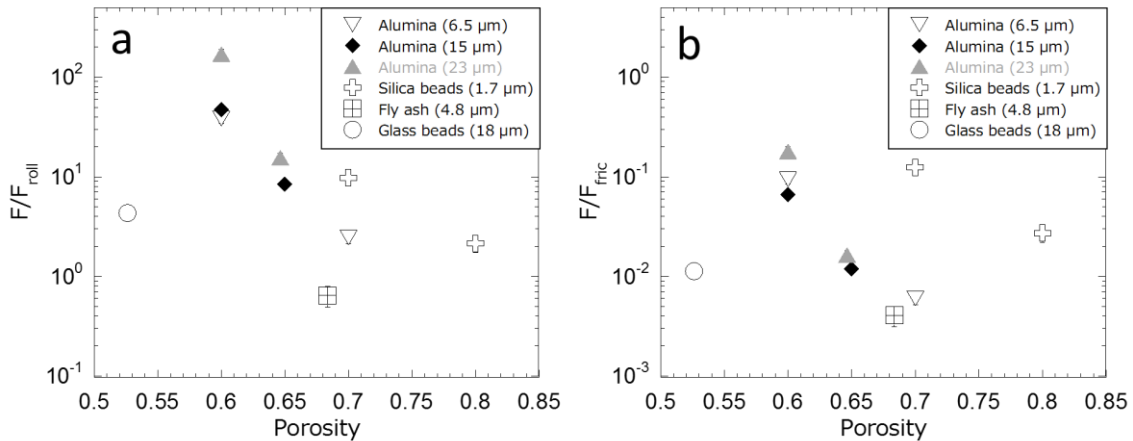 a
Alumina (6.5 μm)
Alumina (15 μm)
Alumina (23 μm)
Silica beads (1.7 μm)
Fly ash (4.8 μm)
Glass beads (18 μm)
F/F_roll
10²
10¹
10⁰
10⁻¹
0.5 0.55 0.6 0.65 0.7 0.75 0.8 0.85
Porosity
b
Alumina (6.5 μm)
Alumina (15 μm)
Alumina (23 μm)
Silica beads (1.7 μm)
Fly ash (4.8 μm)
Glass beads (18 μm)
F/F_fric
10⁰
10⁻¹
10⁻²
10⁻³
0.5 0.55 0.6 0.65 0.7 0.75 0.8 0.85
Porosity